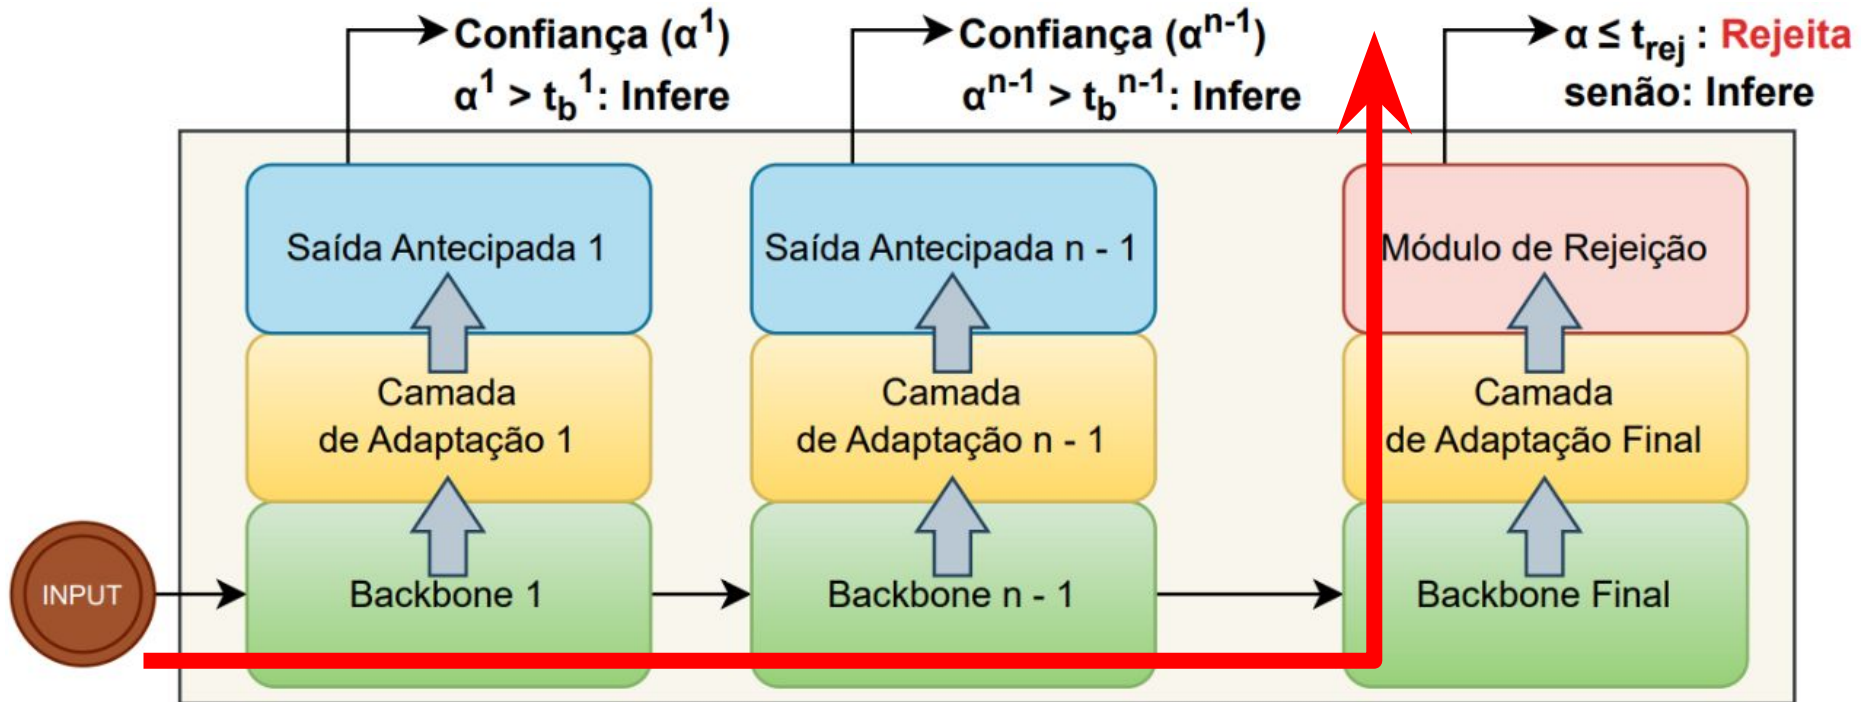 Confiança (α¹)
α¹ > t_b¹: Infere
Confiança (αⁿ⁻¹)
αⁿ⁻¹ > t_bⁿ⁻¹: Infere
α ≤ t_rej : Rejeita
senão: Infere
Saída Antecipada 1
Saída Antecipada n - 1
Módulo de Rejeição
Camada
de Adaptação 1
Camada
de Adaptação n - 1
Camada
de Adaptação Final
INPUT
Backbone 1
Backbone n - 1
Backbone Final